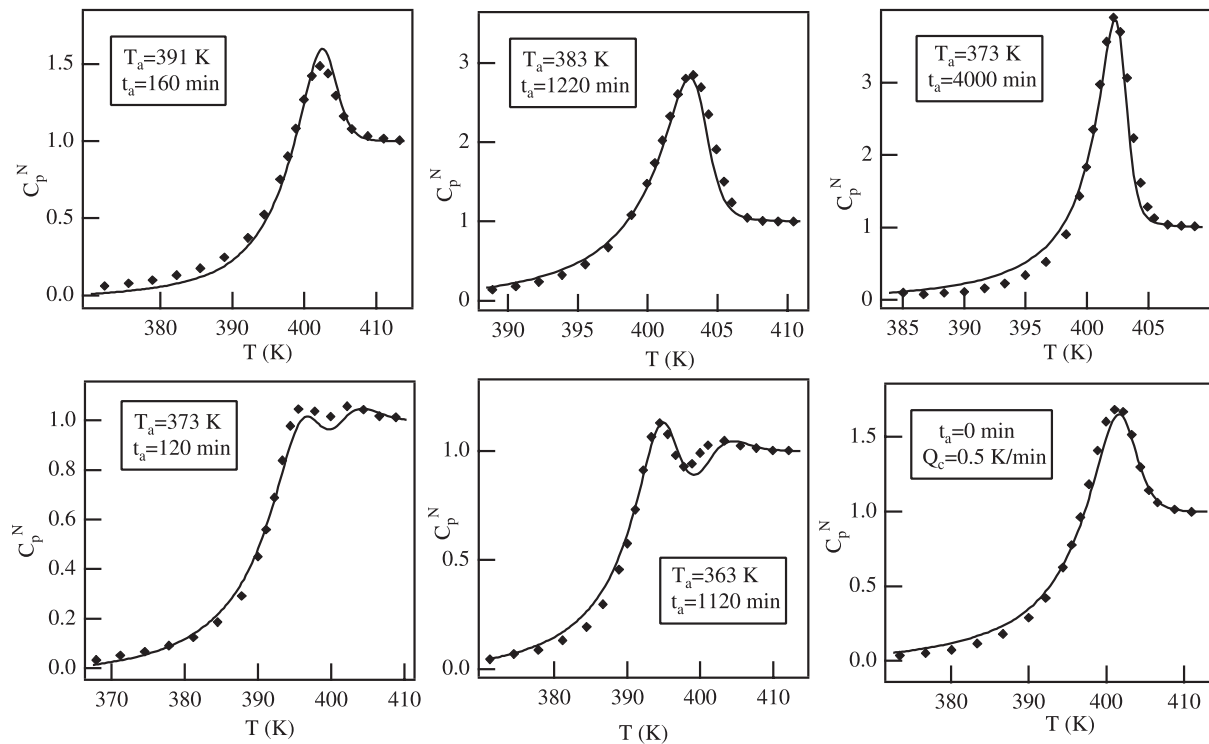 T_a=391 K
t_a=160 min
C_p^N
1.5
1.0
0.5
0.0
380 390 400 410
T (K)
T_a=383 K
t_a=1220 min
C_p^N
3
2
1
0
390 395 400 405 410
T (K)
T_a=373 K
t_a=4000 min
C_p^N
3
2
1
0
385 390 395 400 405
T (K)
T_a=373 K
t_a=120 min
C_p^N
1.0
0.8
0.6
0.4
0.2
0.0
370 380 390 400 410
T (K)
T_a=363 K
t_a=1120 min
C_p^N
1.0
0.5
0.0
380 390 400 410
T (K)
t_a=0 min
Q_c=0.5 K/min
C_p^N
1.5
1.0
0.5
0.0
380 390 400 410
T (K)